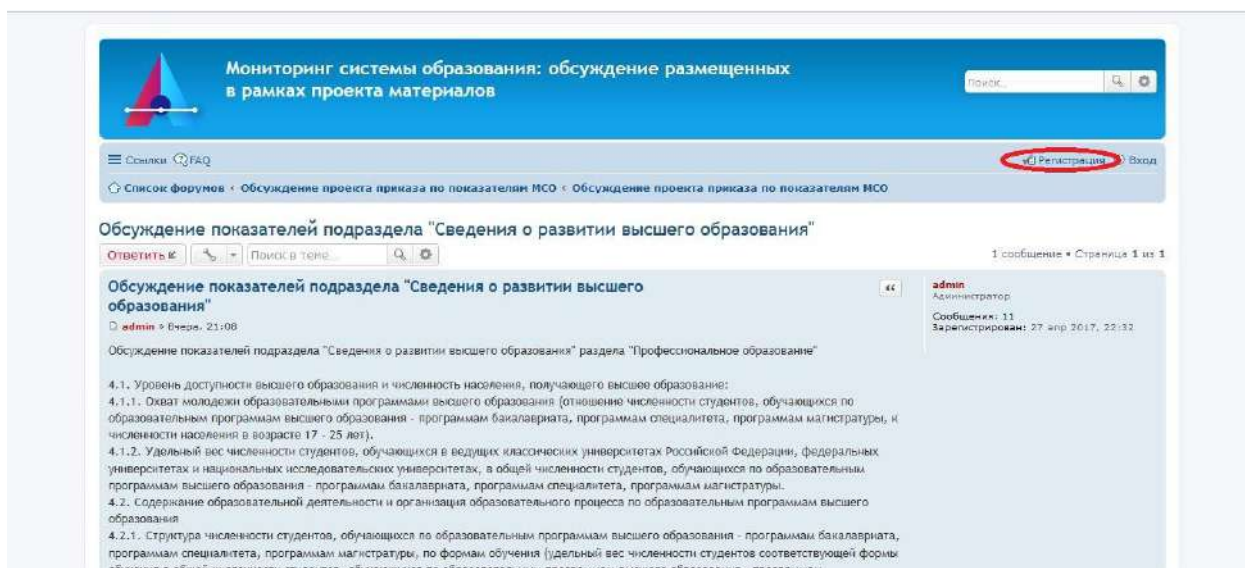 Мониторинг системы образования: обсуждение размещенных
в рамках проекта материалов
Поиск...
Ссылки FAQ
Регистрация Вход
Список форумов ‹ Обсуждение проекта приказа по показателям МСО ‹ Обсуждение проекта приказа по показателям МСО
Обсуждение показателей подраздела "Сведения о развитии высшего образования"
Ответить Поиск в теме...
1 сообщение • Страница 1 из 1
Обсуждение показателей подраздела "Сведения о развитии высшего
образования"
admin » Вчера, 21:08
admin
Администратор
Сообщения: 11
Зарегистрирован: 27 апр 2017, 22:32
Обсуждение показателей подраздела "Сведения о развитии высшего образования" раздела "Профессиональное образование"
4.1. Уровень доступности высшего образования и численность населения, получающего высшее образование:
4.1.1. Охват молодежи образовательными программами высшего образования (отношение численности студентов, обучающихся по
образовательным программам высшего образования - программам бакалавриата, программам специалитета, программам магистратуры, к
численности населения в возрасте 17 - 25 лет).
4.1.2. Удельный вес численности студентов, обучающихся в ведущих классических университетах Российской Федерации, федеральных
университетах и национальных исследовательских университетах, в общей численности студентов, обучающихся по образовательным
программам высшего образования - программам бакалавриата, программам специалитета, программам магистратуры.
4.2. Содержание образовательной деятельности и организация образовательного процесса по образовательным программам высшего
образования
4.2.1. Структура численности студентов, обучающихся по образовательным программам высшего образования - программам бакалавриата,
программам специалитета, программам магистратуры, по формам обучения (удельный вес численности студентов соответствующей формы